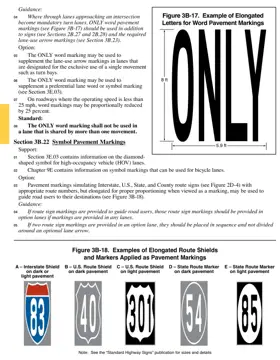 Guidance:
Where through lanes approaching an intersection
become mandatory turn lanes, ONLY word pavement
markings (see Figure 3B-17) should be used in addition
to signs (see Sections 2B.27 and 2B.28) and the required
lane-use arrow markings (see Section 3B.23).
Option:
The ONLY word marking may be used to
supplement the lane-use arrow markings in lanes that
are designated for the exclusive use of a single movement
such as turn bays.
The ONLY word marking may be used to
supplement a preferential lane word or symbol marking
(see Section 3E.03).
On roadways where the operating speed is less than
25 mph, word markings may be proportionally reduced
by 25 percent.
Standard:
The ONLY word marking shall not be used in
a lane that is shared by more than one movement.
Section 3B.22 Symbol Pavement Markings
Support:
Section 3E.03 contains information on the diamond-
shaped symbol for high-occupancy vehicle (HOV) lanes.
Chapter 9E contains information on symbol markings that can be used for bicycle lanes.
Option:
Pavement markings simulating Interstate, U.S., State, and County route signs (see Figure 2D-4) with
appropriate route numbers, but elongated for proper proportioning when viewed as a marking, may be used to
guide road users to their destinations (see Figure 3B-18).
Guidance:
If route sign markings are provided to guide road users, those route sign markings should be provided in
option lanes if markings are provided in any lanes.
If two route sign markings are provided in an option lane, they should be placed in sequence and not divided
around an optional lane arrow.
Figure 3B-17. Example of Elongated
Letters for Word Pavement Markings
ONLY
8 ft
5.8 ft
Figure 3B-18. Examples of Elongated Route Shields
and Markers Applied as Pavement Markings
A – Interstate Shield
on dark or
light pavement
B – U.S. Route Shield
on dark pavement
C – U.S. Route Shield
on light pavement
D – State Route Marker
on dark pavement
E – State Route Marker
on light pavement
83
40
301
54
85
Note: See the "Standard Highway Signs" publication for sizes and details